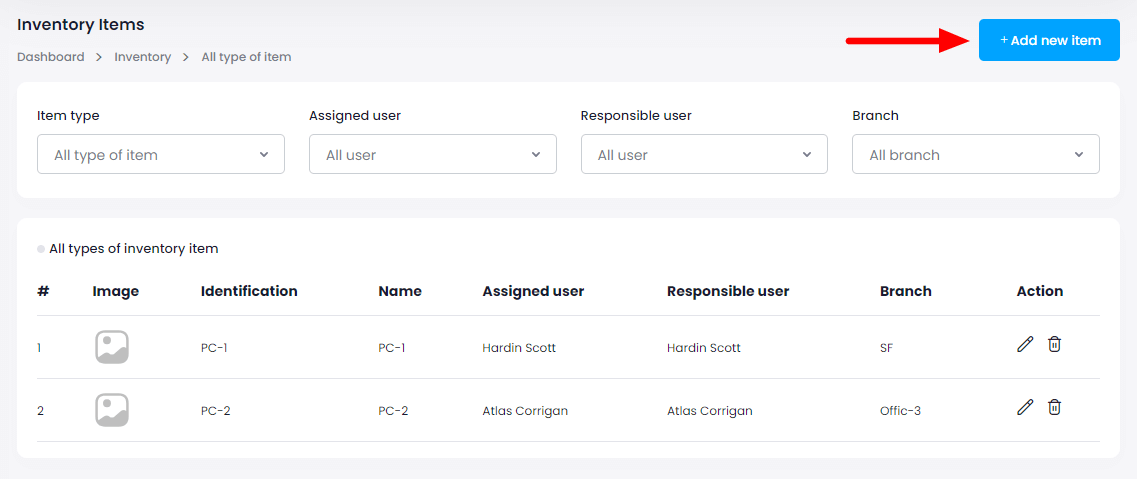 Inventory Items
+ Add new item
Dashboard > Inventory > All type of item
Item type Assigned user Responsible user Branch
All type of item All user All user All branch
All types of inventory item
# Image Identification Name Assigned user Responsible user Branch Action
1 PC-1 PC-1 Hardin Scott Hardin Scott SF
2 PC-2 PC-2 Atlas Corrigan Atlas Corrigan Offic-3